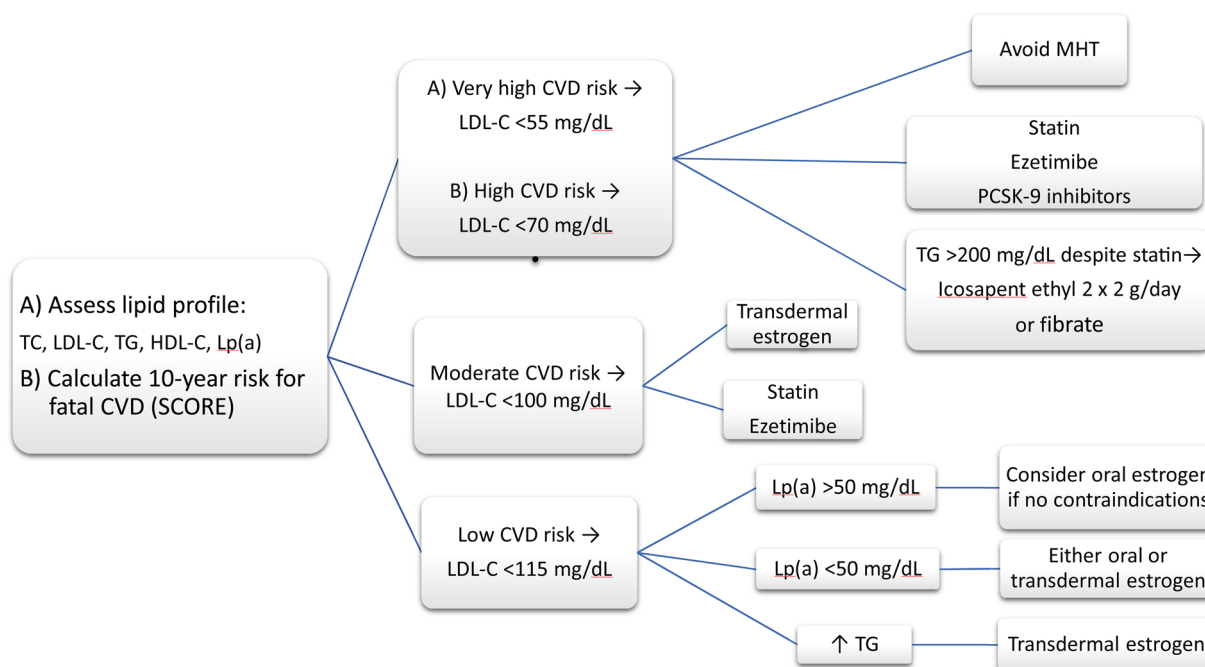 A) Assess lipid profile:
TC, LDL-C, TG, HDL-C, Lp(a)
B) Calculate 10-year risk for
fatal CVD (SCORE)
A) Very high CVD risk →
LDL-C <55 mg/dL
B) High CVD risk →
LDL-C <70 mg/dL
Avoid MHT
Statin
Ezetimibe
PCSK-9 inhibitors
TG >200 mg/dL despite statin→
Icosapent ethyl 2 x 2 g/day
or fibrate
Moderate CVD risk →
LDL-C <100 mg/dL
Transdermal
estrogen
Statin
Ezetimibe
Low CVD risk →
LDL-C <115 mg/dL
Lp(a) >50 mg/dL
Consider oral estrogen
if no contraindications
Lp(a) <50 mg/dL
Either oral or
transdermal estrogen
↑ TG
Transdermal estrogen